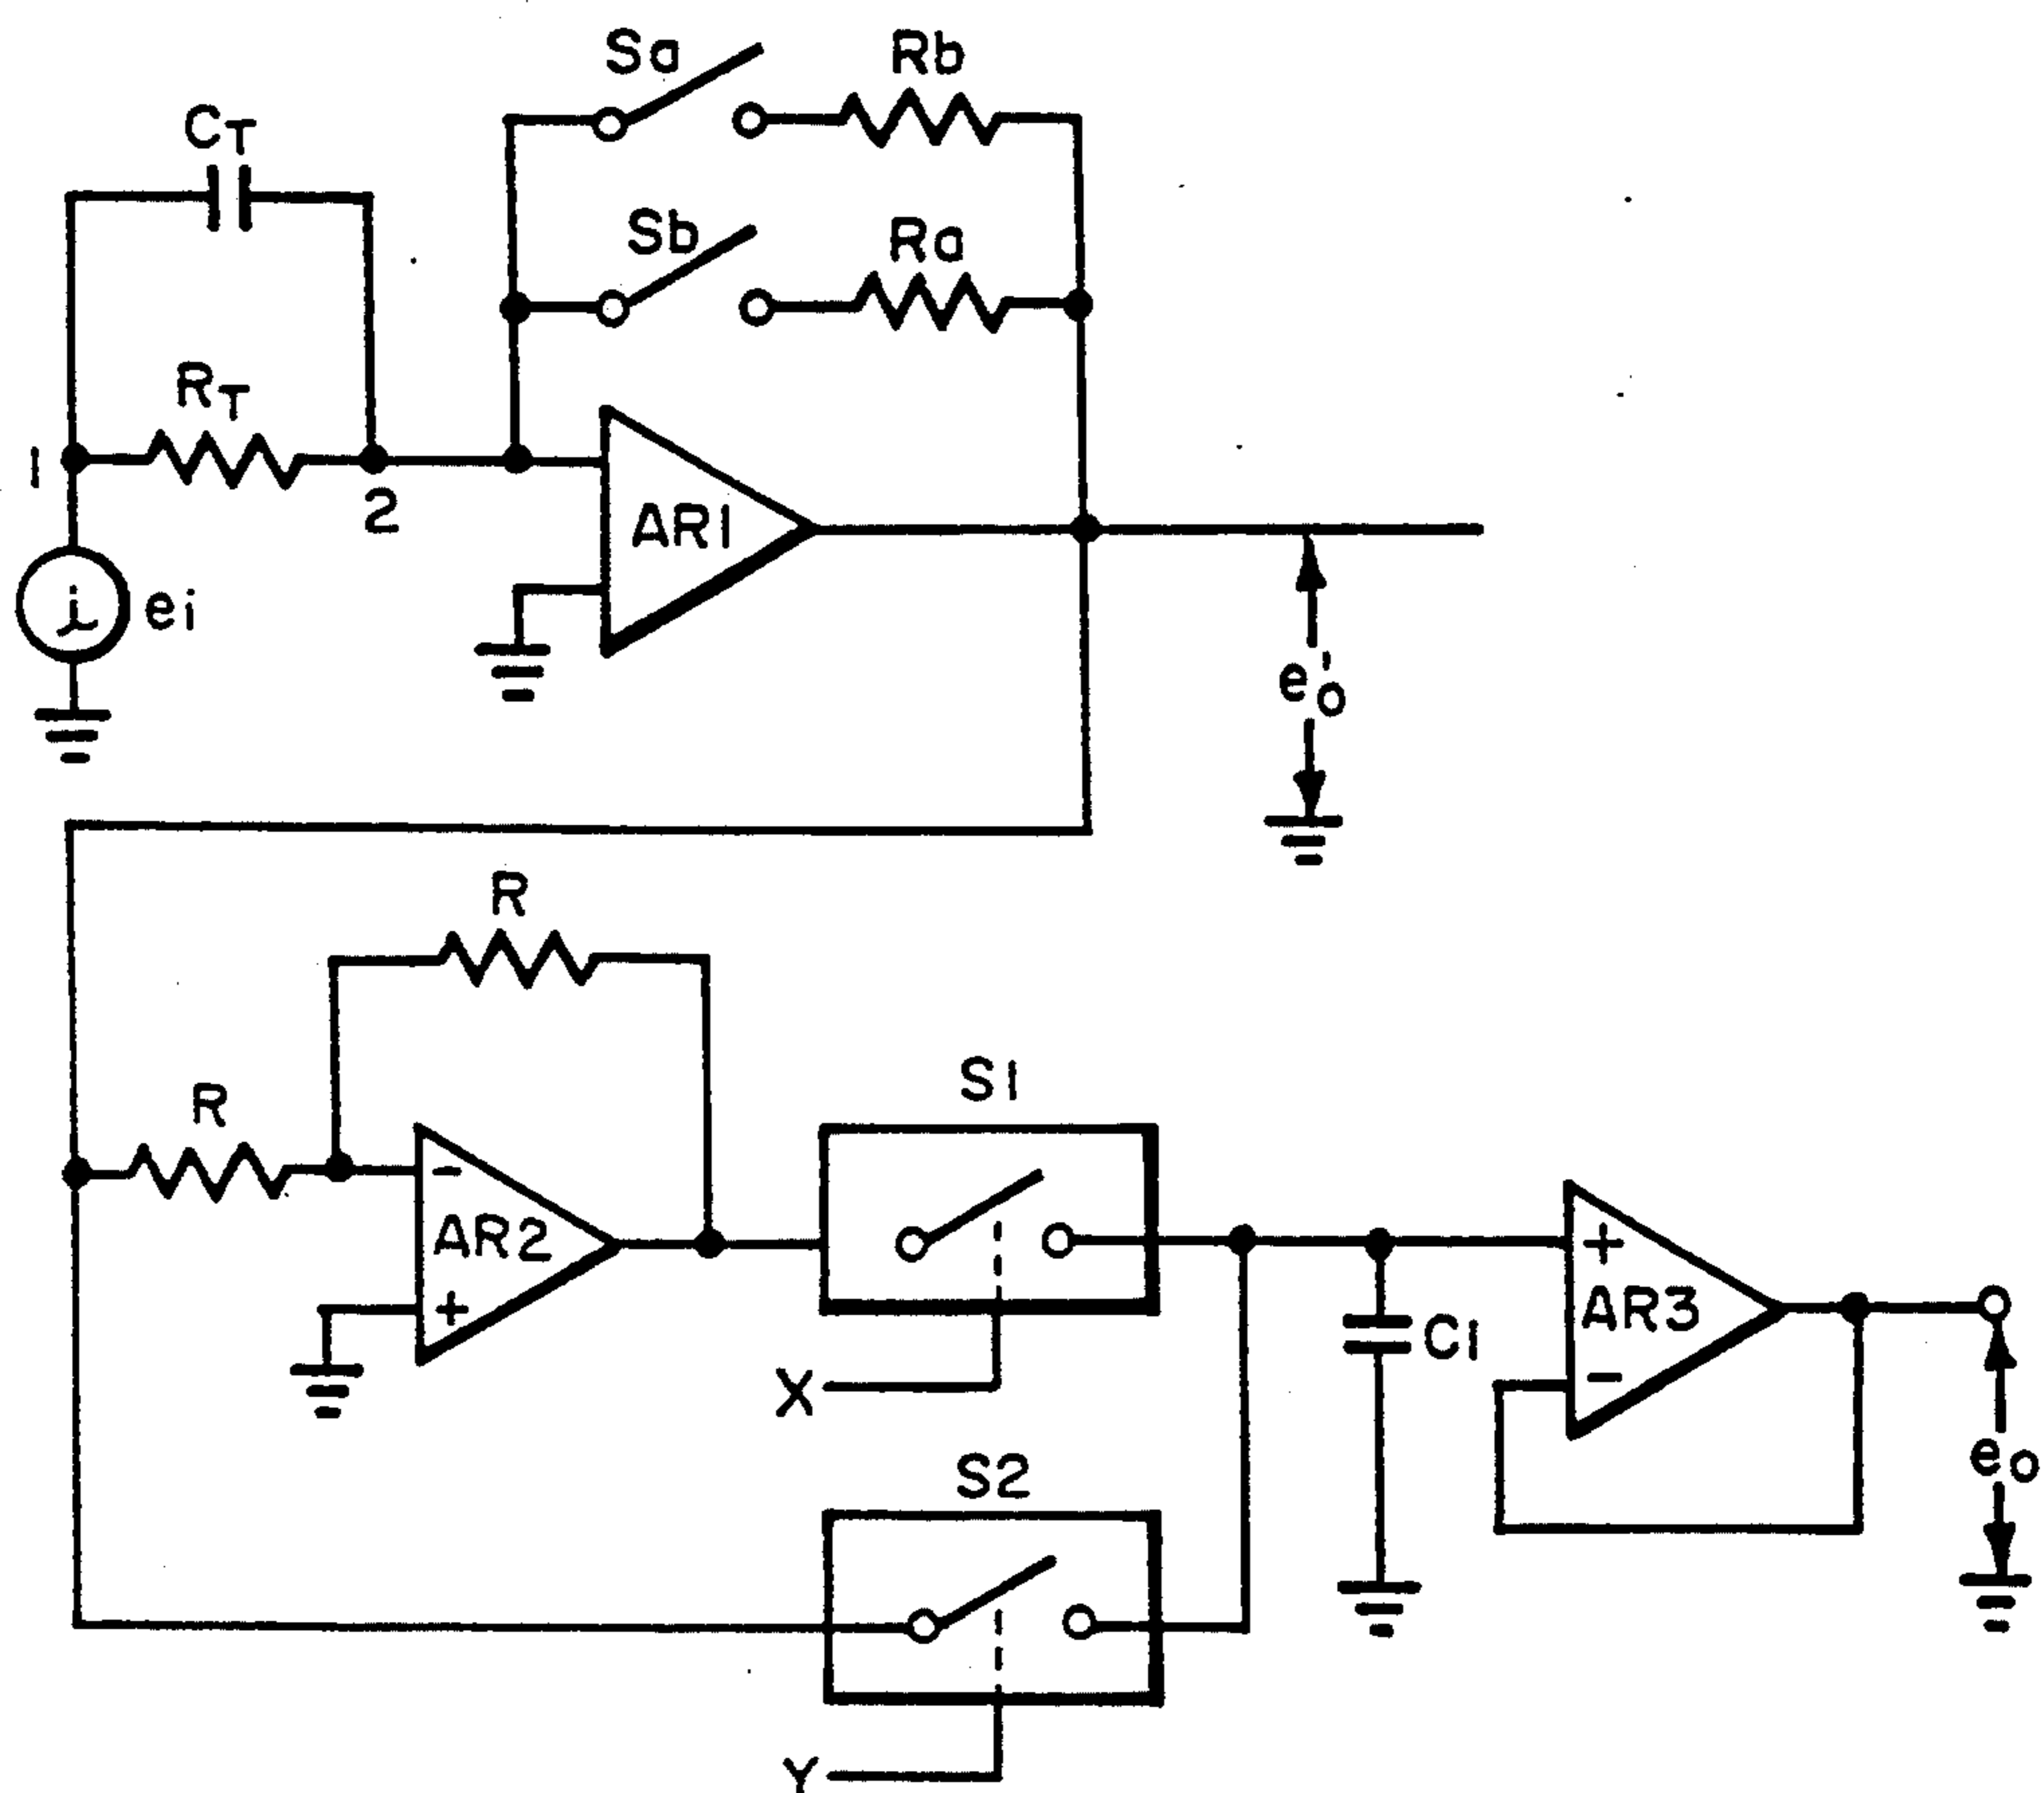 Sa
Rb
CT
Sb
Ra
RT
1
2
AR1
ei
e'o
R
R
S1
-
AR2
+
+
AR3
-
C1
X
S2
eo
Y